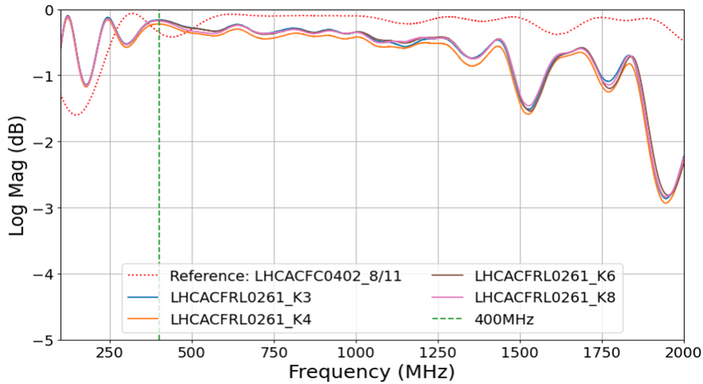 0
−1
−2
−3
−4
−5
Log Mag (dB)
Reference: LHCACFC0402_8/11
LHCACFRL0261_K3
LHCACFRL0261_K4
LHCACFRL0261_K6
LHCACFRL0261_K8
400MHz
250 500 750 1000 1250 1500 1750 2000
Frequency (MHz)